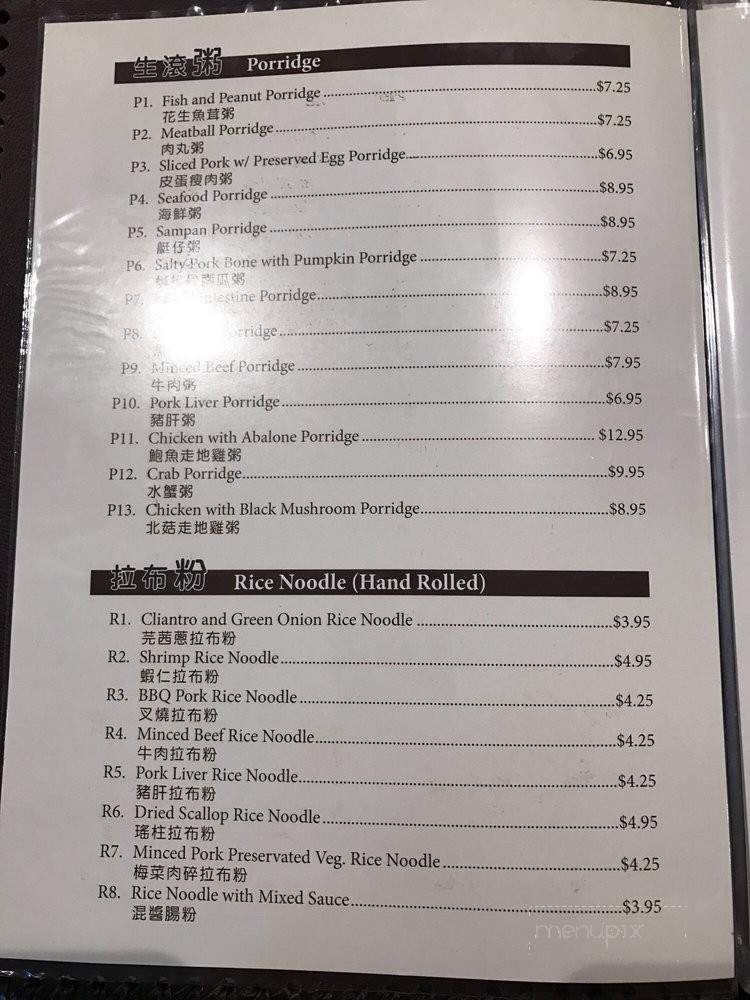 生滾粥 Porridge
P1. Fish and Peanut Porridge $7.25
花生魚茸粥
P2. Meatball Porridge $7.25
肉丸粥
P3. Sliced Pork w/ Preserved Egg Porridge $6.95
皮蛋瘦肉粥
P4. Seafood Porridge $8.95
海鮮粥
P5. Sampan Porridge $8.95
艇仔粥
P6. Salty Pork Bone with Pumpkin Porridge $7.25
南瓜粥
P7. Porridge $8.95
P8. $7.25
P9. Minced Beef Porridge $7.95
牛肉粥
P10. Pork Liver Porridge $6.95
豬肝粥
P11. Chicken with Abalone Porridge $12.95
鮑魚走地雞粥
P12. Crab Porridge $9.95
水蟹粥
P13. Chicken with Black Mushroom Porridge $8.95
北菇走地雞粥
拉布粉 Rice Noodle (Hand Rolled)
R1. Cliantro and Green Onion Rice Noodle $3.95
芫茜蔥拉布粉
R2. Shrimp Rice Noodle $4.95
蝦仁拉布粉
R3. BBQ Pork Rice Noodle $4.25
叉燒拉布粉
R4. Minced Beef Rice Noodle $4.25
牛肉拉布粉
R5. Pork Liver Rice Noodle $4.25
豬肝拉布粉
R6. Dried Scallop Rice Noodle $4.95
瑤柱拉布粉
R7. Minced Pork Preservated Veg. Rice Noodle $4.25
梅菜肉碎拉布粉
R8. Rice Noodle with Mixed Sauce $3.95
混醬腸粉
menupix